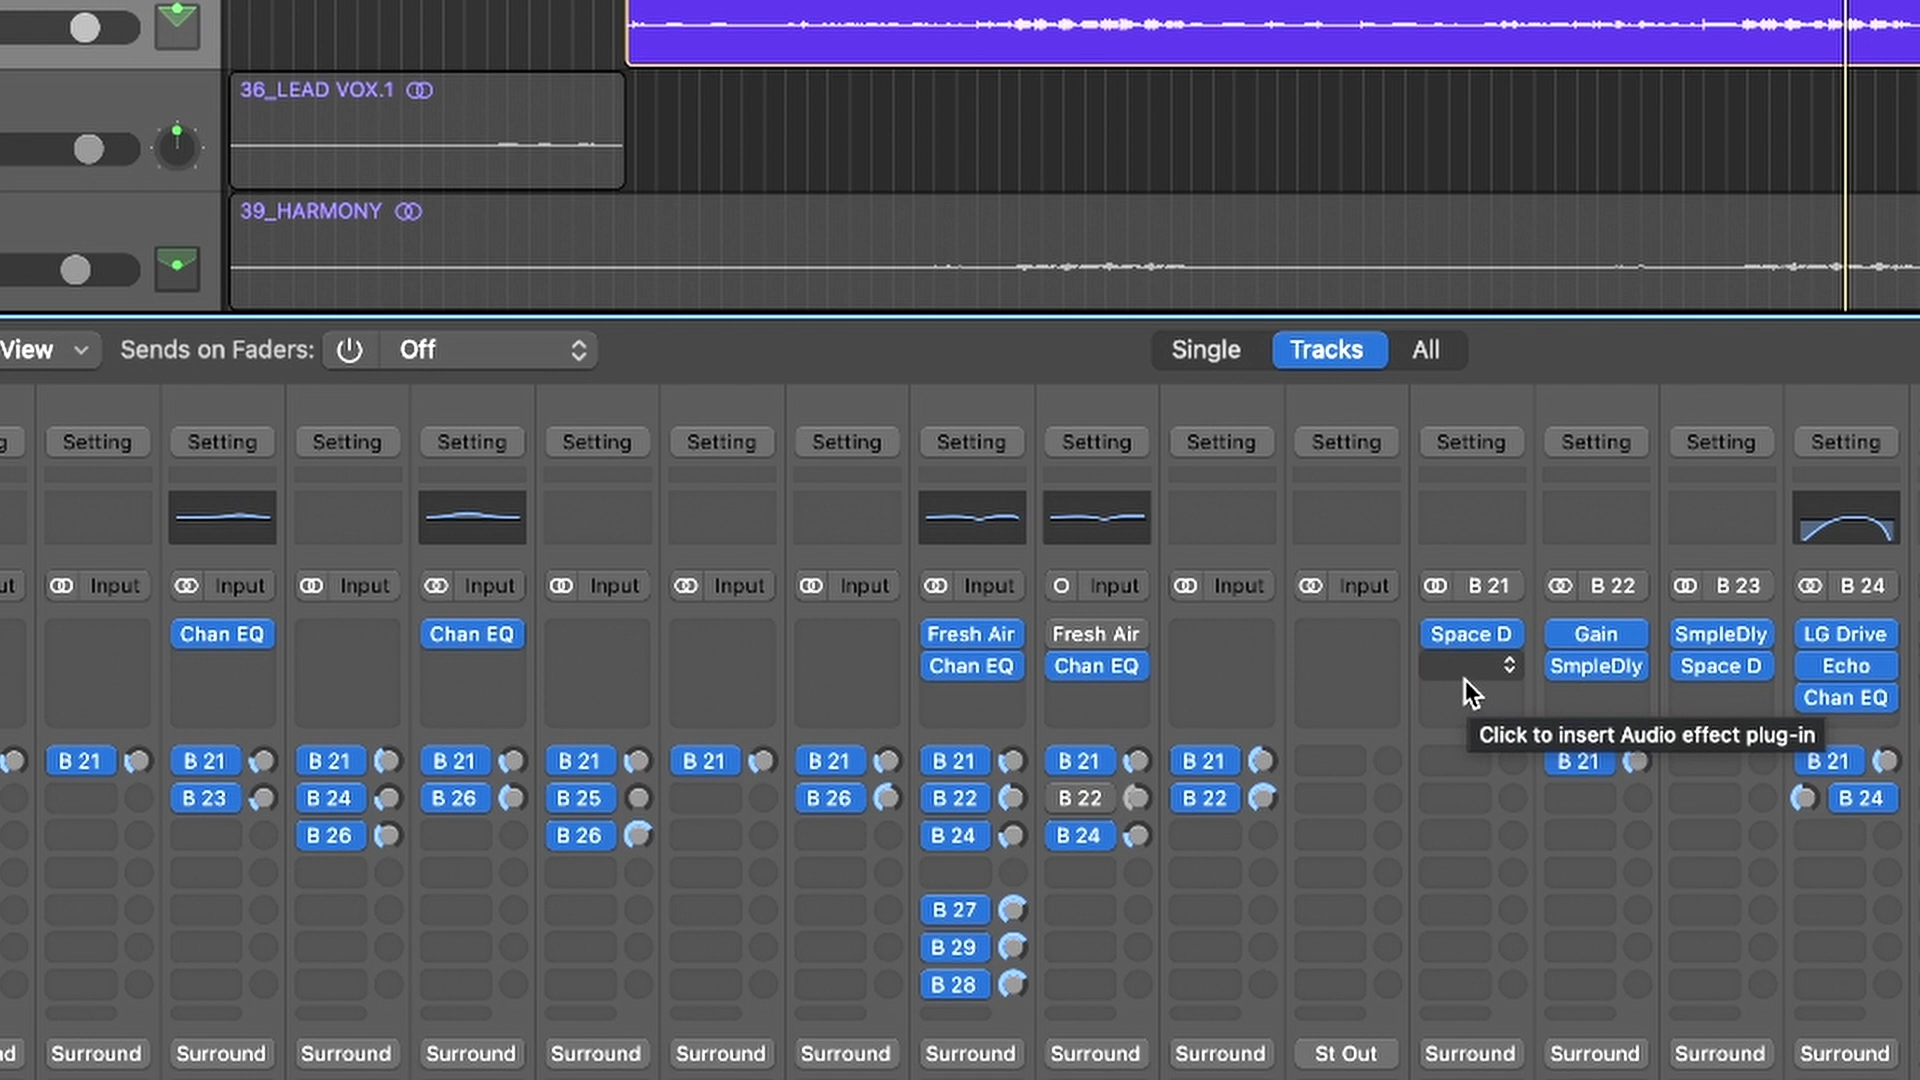 36_LEAD VOX.1
39_HARMONY
View Sends on Faders: Off Single Tracks All
Setting Setting Setting Setting Setting Setting Setting Setting Setting Setting Setting Setting Setting Setting Setting
Input Input Input Input Input Input Input Input Input Input Input B 21 B 22 B 23 B 24
Chan EQ Chan EQ Fresh Air Fresh Air Space D Gain SmpleDly LG Drive
Chan EQ Chan EQ SmpleDly Space D Echo
Chan EQ
Click to insert Audio effect plug-in
B 21 B 21 B 21 B 21 B 21 B 21 B 21 B 21 B 21 B 21 B 21 B 21
B 23 B 24 B 26 B 25 B 26 B 22 B 22 B 22 B 24
B 26 B 26 B 24 B 24
B 27
B 29
B 28
Surround Surround Surround Surround Surround Surround Surround Surround Surround Surround St Out Surround Surround Surround Surround